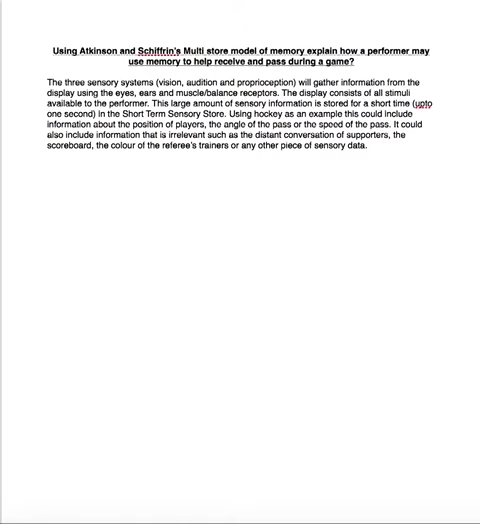 Using Atkinson and Schiffrin's Multi store model of memory explain how a performer may
use memory to help receive and pass during a game?
The three sensory systems (vision, audition and proprioception) will gather information from the
display using the eyes, ears and muscle/balance receptors. The display consists of all stimuli
available to the performer. This large amount of sensory information is stored for a short time (upto
one second) in the Short Term Sensory Store. Using hockey as an example this could include
information about the position of players, the angle of the pass or the speed of the pass. It could
also include information that is irrelevant such as the distant conversation of supporters, the
scoreboard, the colour of the referee's trainers or any other piece of sensory data.